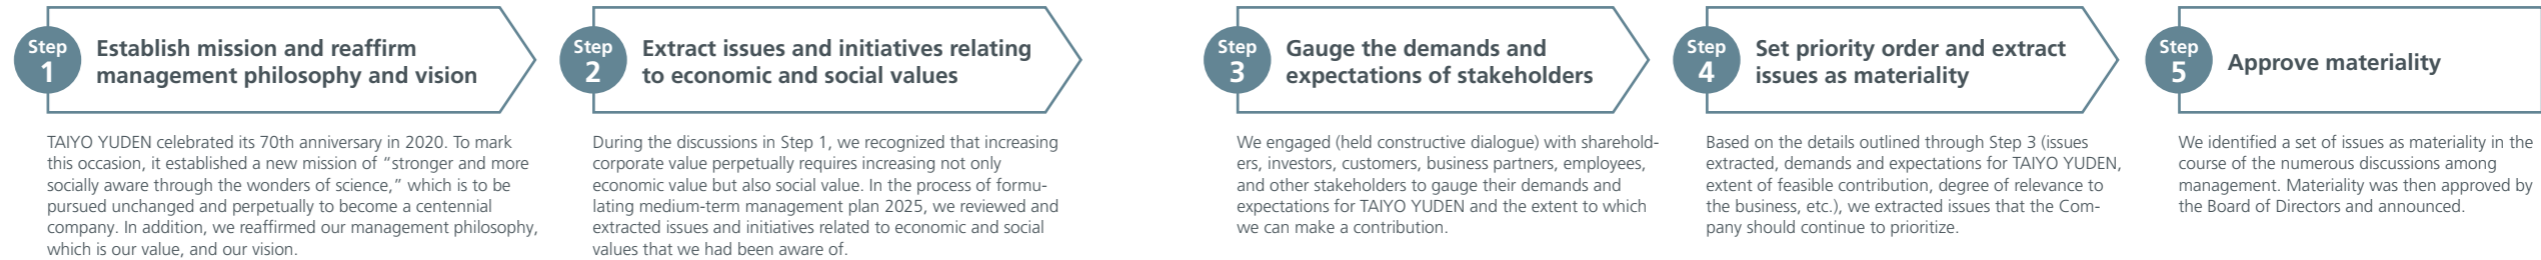 Step
1
Establish mission and reaffirm
management philosophy and vision
TAIYO YUDEN celebrated its 70th anniversary in 2020. To mark
this occasion, it established a new mission of “stronger and more
socially aware through the wonders of science,” which is to be
pursued unchanged and perpetually to become a centennial
company. In addition, we reaffirmed our management philosophy,
which is our value, and our vision.
Step
2
Extract issues and initiatives relating
to economic and social values
During the discussions in Step 1, we recognized that increasing
corporate value perpetually requires increasing not only
economic value but also social value. In the process of formu-
lating medium-term management plan 2025, we reviewed and
extracted issues and initiatives related to economic and social
values that we had been aware of.
Step
3
Gauge the demands and
expectations of stakeholders
We engaged (held constructive dialogue) with sharehold-
ers, investors, customers, business partners, employees,
and other stakeholders to gauge their demands and
expectations for TAIYO YUDEN and the extent to which
we can make a contribution.
Step
4
Set priority order and extract
issues as materiality
Based on the details outlined through Step 3 (issues
extracted, demands and expectations for TAIYO YUDEN,
extent of feasible contribution, degree of relevance to
the business, etc.), we extracted issues that the Com-
pany should continue to prioritize.
Step
5
Approve materiality
We identified a set of issues as materiality in the
course of the numerous discussions among
management. Materiality was then approved by
the Board of Directors and announced.